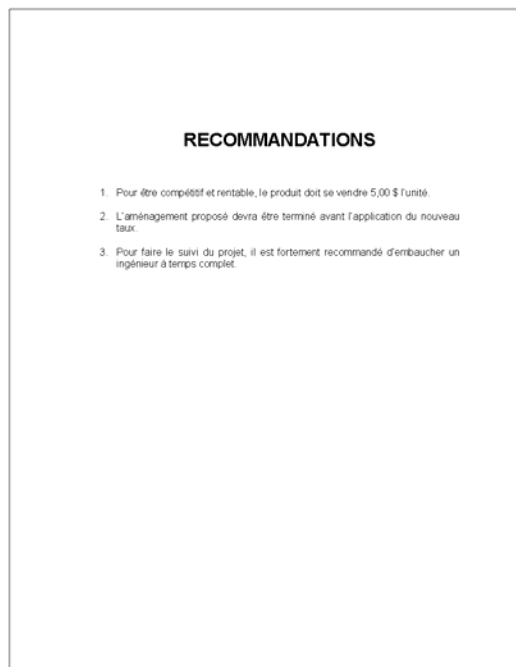 RECOMMANDATIONS
1. Pour être compétitif et rentable, le produit doit se vendre 5,00 $ l'unité.
2. L'aménagement proposé devra être terminé avant l'application du nouveau
taux.
3. Pour faire le suivi du projet, il est fortement recommandé d'embaucher un
ingénieur à temps complet.